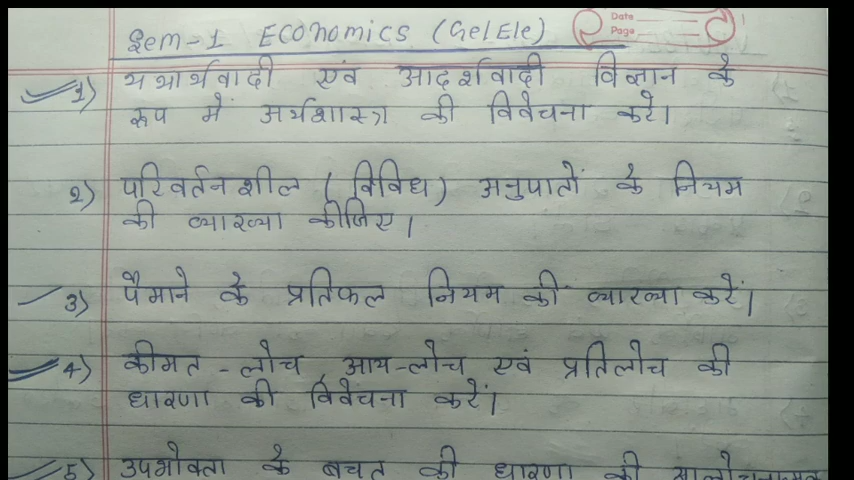 Sem-1 ECONOMICS (GelEle)
Date
Page
1) यथार्थवादी एवं आदर्शवादी विज्ञान के
रूप में अर्थशास्त्र की विवेचना करें।
2) परिवर्तनशील (विविध) अनुपातों के नियम
की व्याख्या कीजिए।
3) पैमाने के प्रतिफल नियम की व्याख्या करें।
4) कीमत-लोच, आय-लोच एवं प्रतिलोच की
धारणा की विवेचना करें।
5) उपभोक्ता के बचत की धारणा की